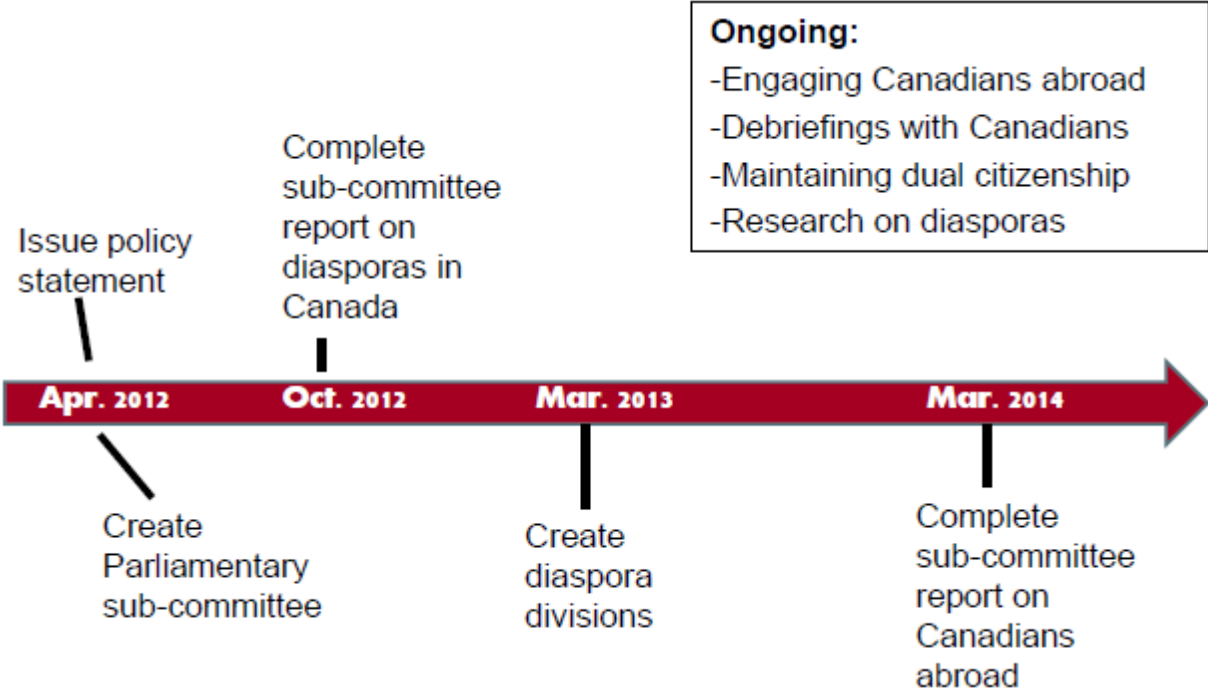 Ongoing:
-Engaging Canadians abroad
-Debriefings with Canadians
-Maintaining dual citizenship
-Research on diasporas
Issue policy
statement
Complete
sub-committee
report on
diasporas in
Canada
Apr. 2012
Oct. 2012
Mar. 2013
Mar. 2014
Create
Parliamentary
sub-committee
Create
diaspora
divisions
Complete
sub-committee
report on
Canadians
abroad